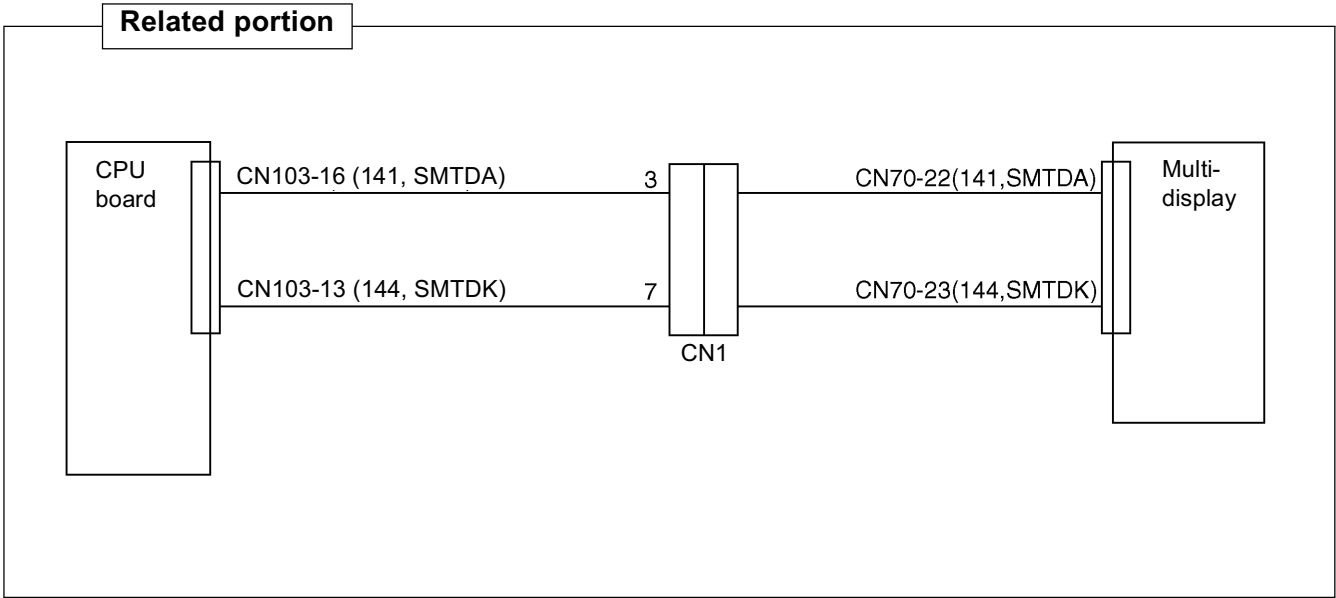 Related portion
CPU
board
CN103-16 (141, SMTDA)
3
CN70-22(141,SMTDA)
Multi-
display
CN103-13 (144, SMTDK)
7
CN70-23(144,SMTDK)
CN1